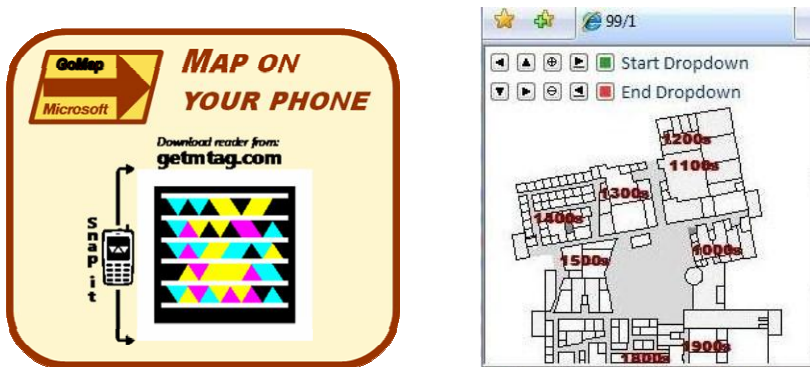 GoMap
Microsoft
MAP ON
YOUR PHONE
Download reader from:
getmtag.com
Snap it
99/1
Start Dropdown
End Dropdown
1200s
1100s
1300s
1400s
1000s
1500s
1900s
1800s